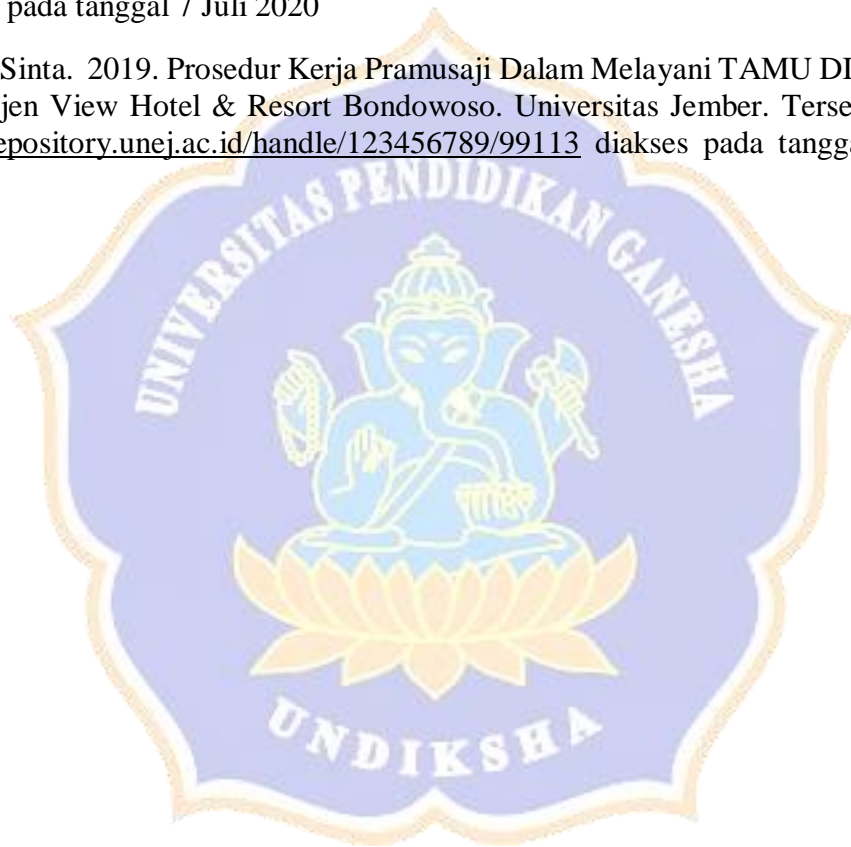 pada tanggal 7 Juli 2020
Sinta. 2019. Prosedur Kerja Pramusaji Dalam Melayani TAMU DI
jen View Hotel & Resort Bondowoso. Universitas Jember. Terse
epository.unej.ac.id/handle/123456789/99113 diakses pada tangga
UNIVERSITAS PENDIDIKAN GANESHA
UNDIKSHA